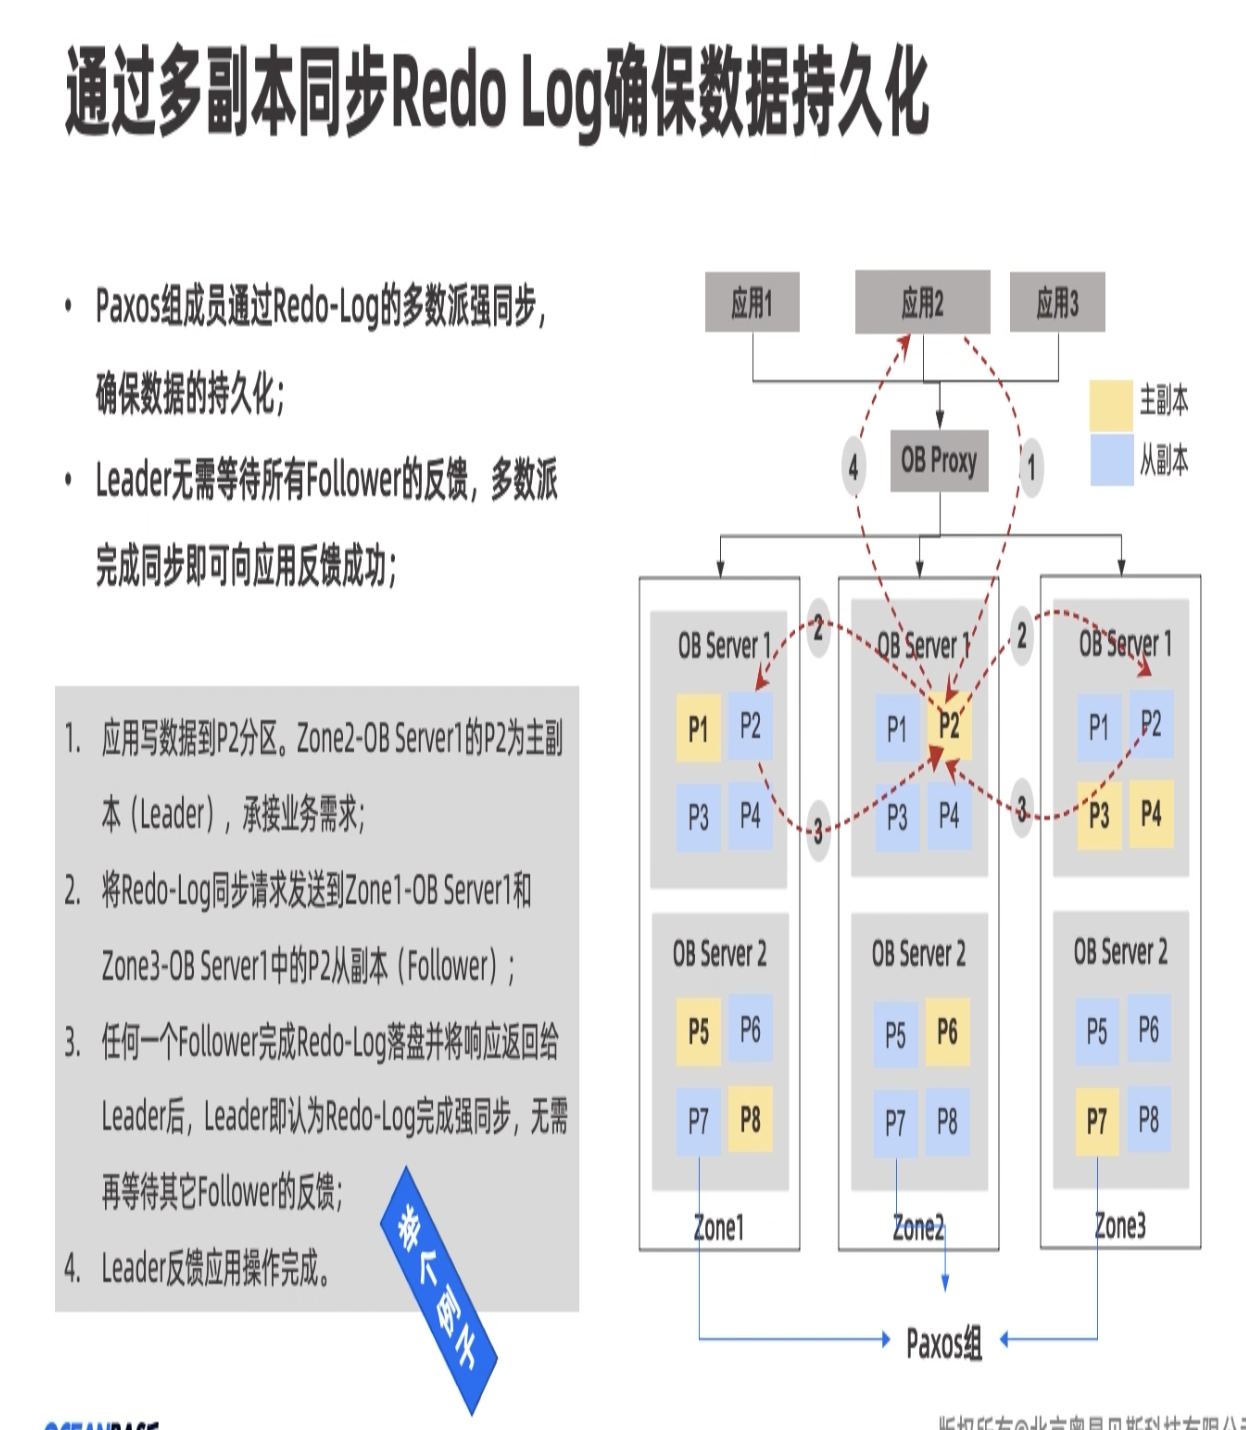 通过多副本同步Redo Log确保数据持久化
• Paxos组成员通过Redo-Log的多数派强同步，
确保数据的持久化；
• Leader无需等待所有Follower的反馈，多数派
完成同步即可向应用反馈成功；
1. 应用写数据到P2分区。Zone2-OB Server1的P2为主副
本（Leader），承接业务需求；
2. 将Redo-Log同步请求发送到Zone1-OB Server1和
Zone3-OB Server1中的P2从副本（Follower）；
3. 任何一个Follower完成Redo-Log落盘并将响应返回给
Leader后，Leader即认为Redo-Log完成强同步，无需
再等待其它Follower的反馈；
4. Leader反馈应用操作完成。
举个例子
应用1 应用2 应用3
主副本
从副本
4 OB Proxy 1
2 2
OB Server 1 OB Server 1 OB Server 1
P1 P2 P1 P2 P1 P2
P3 P4 P3 P4 P3 P4
3 3
OB Server 2 OB Server 2 OB Server 2
P5 P6 P5 P6 P5 P6
P7 P8 P7 P8 P7 P8
Zone1 Zone2 Zone3
Paxos组
OCEANBASE
版权所有©北京奥星贝斯科技有限公司